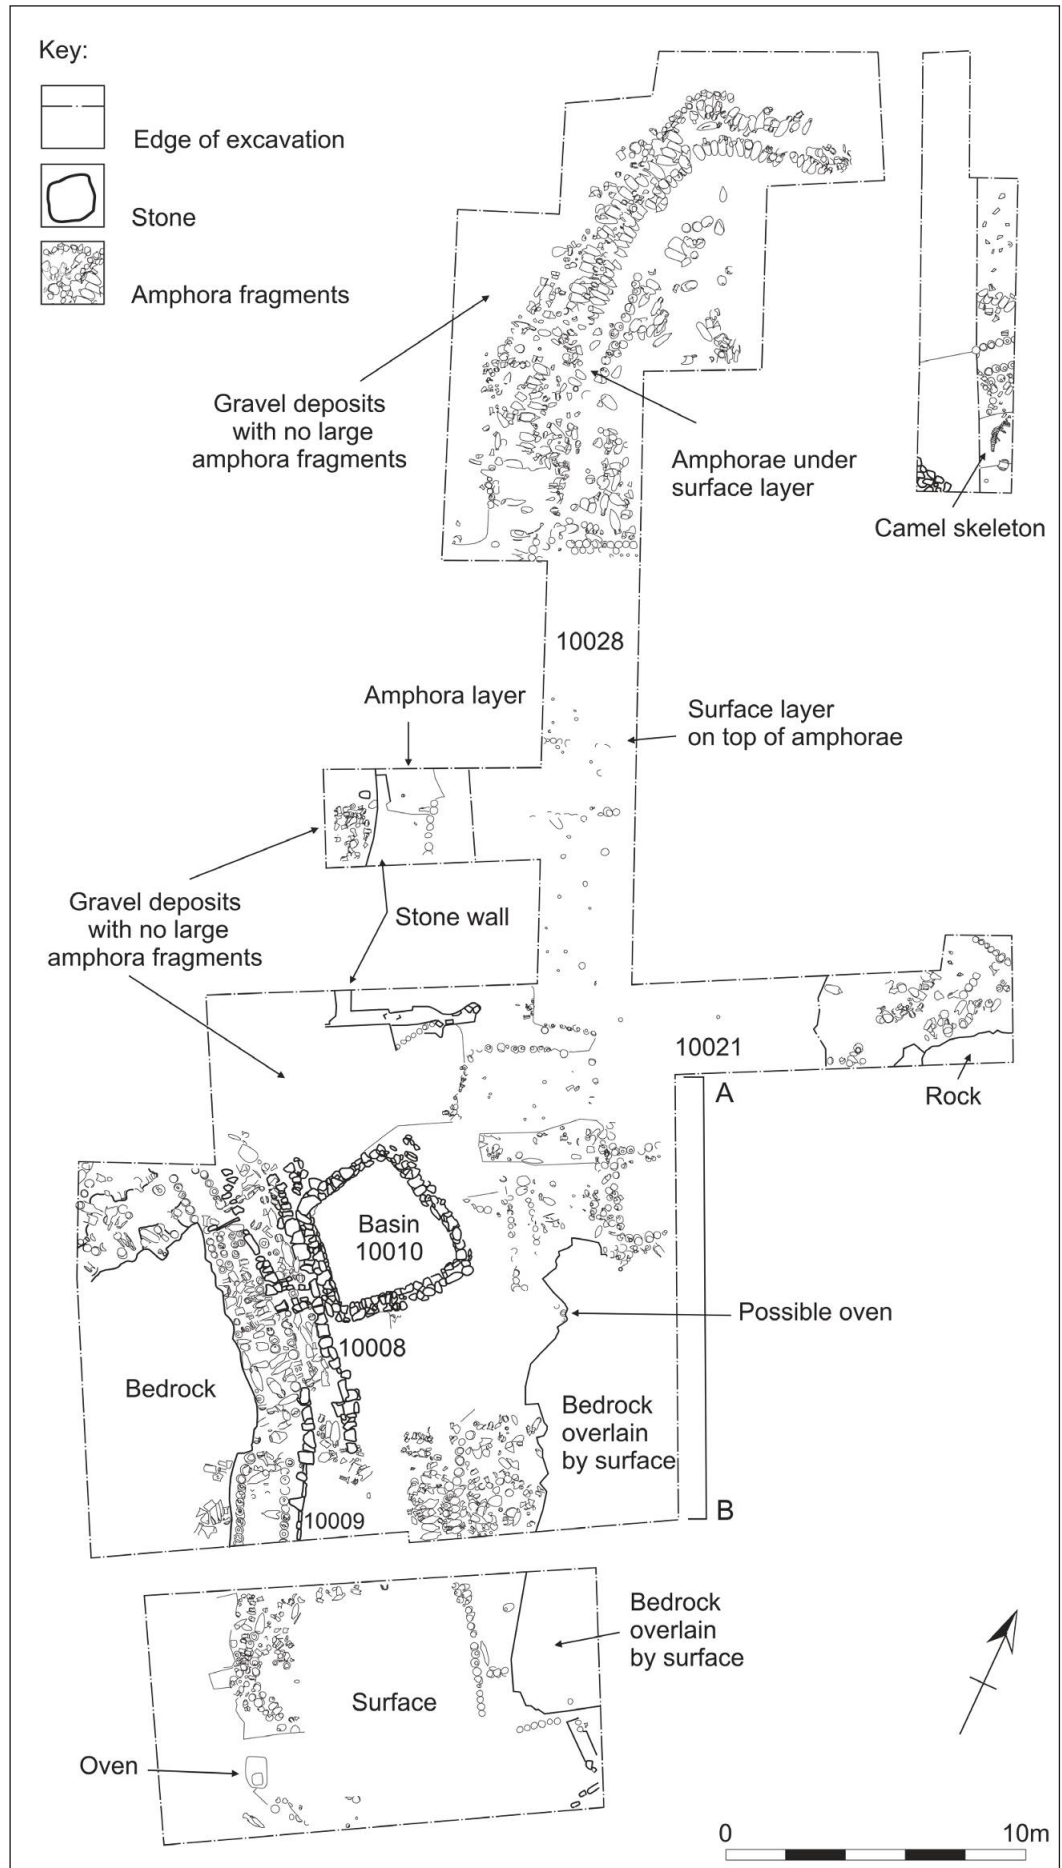 Key:
Edge of excavation
Stone
Amphora fragments
Gravel deposits
with no large
amphora fragments
Amphorae under
surface layer
Camel skeleton
10028
Amphora layer
Surface layer
on top of amphorae
Gravel deposits
with no large
amphora fragments
Stone wall
10021
A
Rock
Basin
10010
Possible oven
10008
Bedrock
Bedrock
overlain
by surface
B
10009
Bedrock
overlain
by surface
Surface
Oven
0
10m